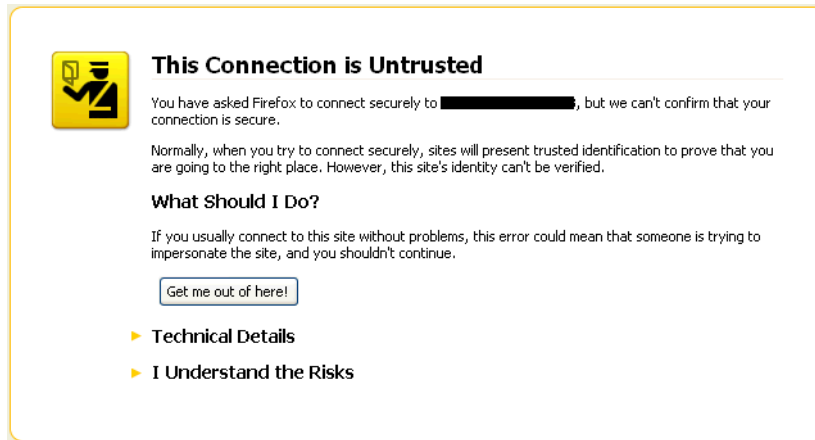 This Connection is Untrusted
You have asked Firefox to connect securely to , but we can't confirm that your
connection is secure.
Normally, when you try to connect securely, sites will present trusted identification to prove that you
are going to the right place. However, this site's identity can't be verified.
What Should I Do?
If you usually connect to this site without problems, this error could mean that someone is trying to
impersonate the site, and you shouldn't continue.
Get me out of here!
Technical Details
I Understand the Risks